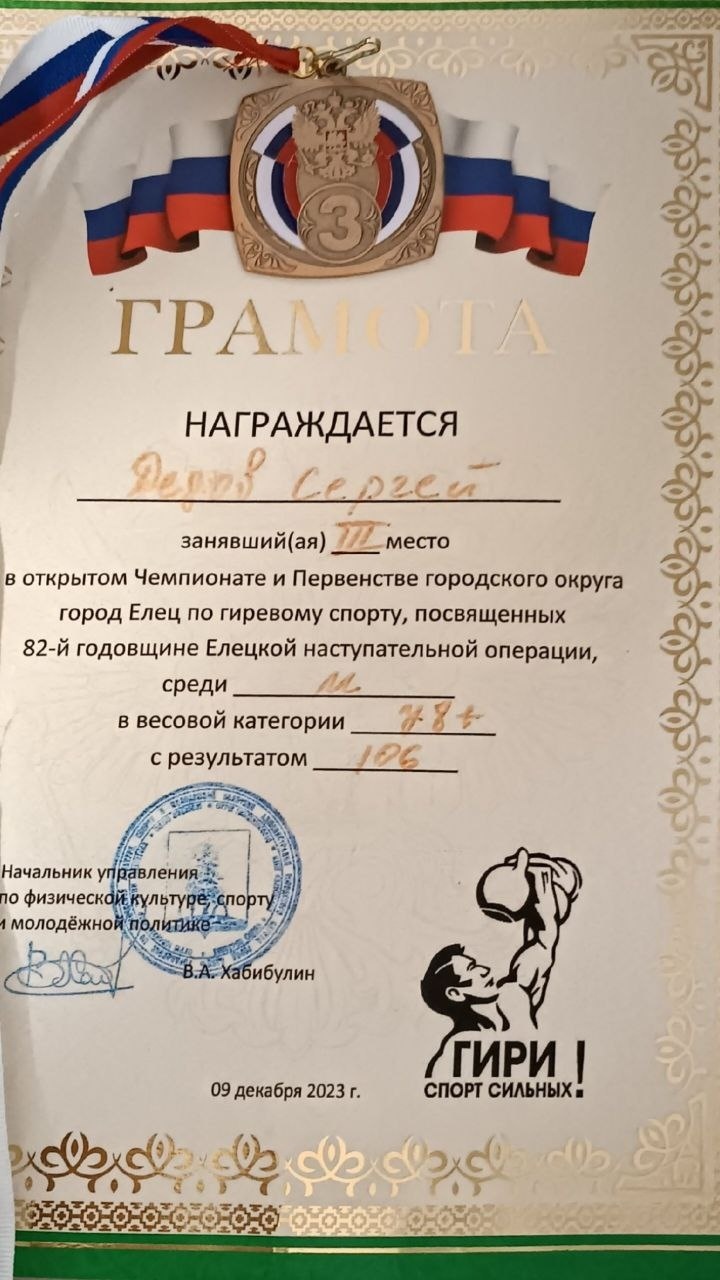 3
ГРАМОТА
НАГРАЖДАЕТСЯ
Дедов Сергей
занявший(ая) III место
в открытом Чемпионате и Первенстве городского округа
город Елец по гиревому спорту, посвященных
82-й годовщине Елецкой наступательной операции,
среди м
в весовой категории 78+
с результатом 106
Начальник управления
по физической культуре, спорту
и молодёжной политике
В.А. Хабибулин
ГИРИ!
СПОРТ СИЛЬНЫХ
09 декабря 2023 г.